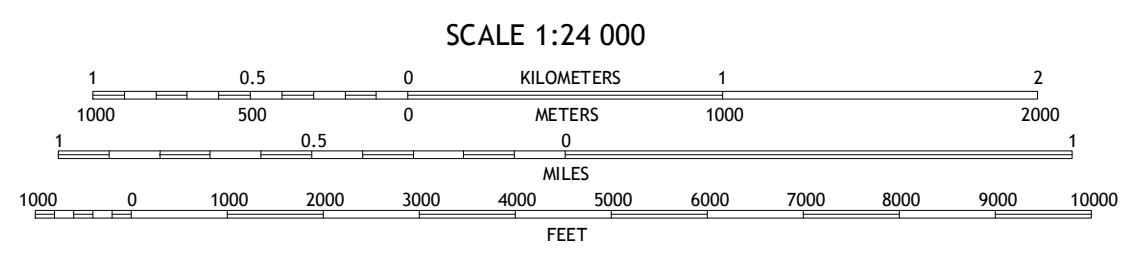 SCALE 1:24 000
1 0.5 0 KILOMETERS 1 2
1000 500 0 METERS 1000 2000
1 0.5 0 1
MILES
1000 0 1000 2000 3000 4000 5000 6000 7000 8000 9000 10000
FEET